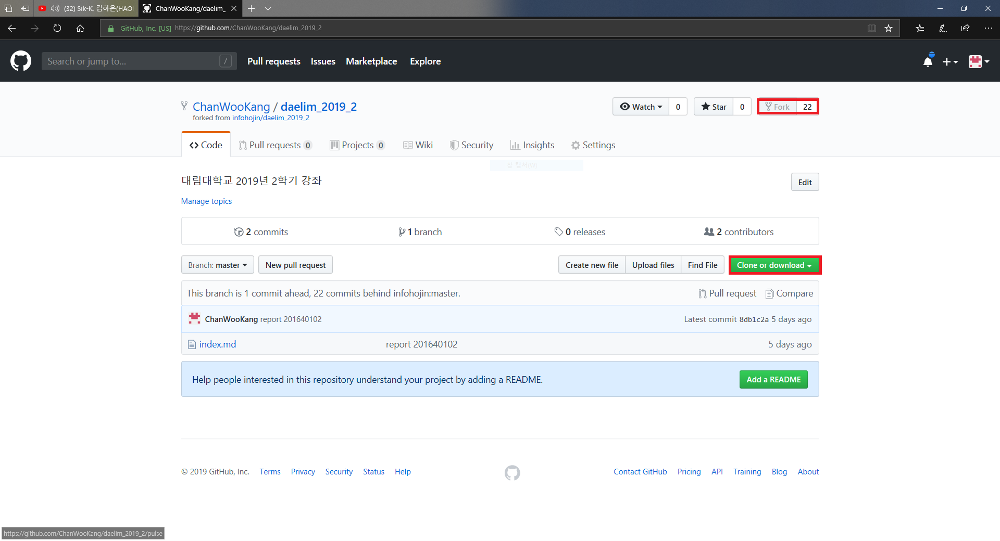 (32) Sik-K, 김하온(HAO
ChanWooKang/daelim_
GitHub, Inc. [US] https://github.com/ChanWooKang/daelim_2019_2
Search or jump to... /
Pull requests Issues Marketplace Explore
ChanWooKang / daelim_2019_2
forked from infohojin/daelim_2019_2
Watch 0 Star 0 Fork 22
Code Pull requests 0 Projects 0 Wiki Security Insights Settings
창 캡처(W)
대림대학교 2019년 2학기 강좌
Edit
Manage topics
2 commits 1 branch 0 releases 2 contributors
Branch: master New pull request Create new file Upload files Find File Clone or download
This branch is 1 commit ahead, 22 commits behind infohojin:master. Pull request Compare
ChanWooKang report 201640102 Latest commit 8db1c2a 5 days ago
index.md report 201640102 5 days ago
Help people interested in this repository understand your project by adding a README. Add a README
© 2019 GitHub, Inc. Terms Privacy Security Status Help Contact GitHub Pricing API Training Blog About
https://github.com/ChanWooKang/daelim_2019_2/pulse